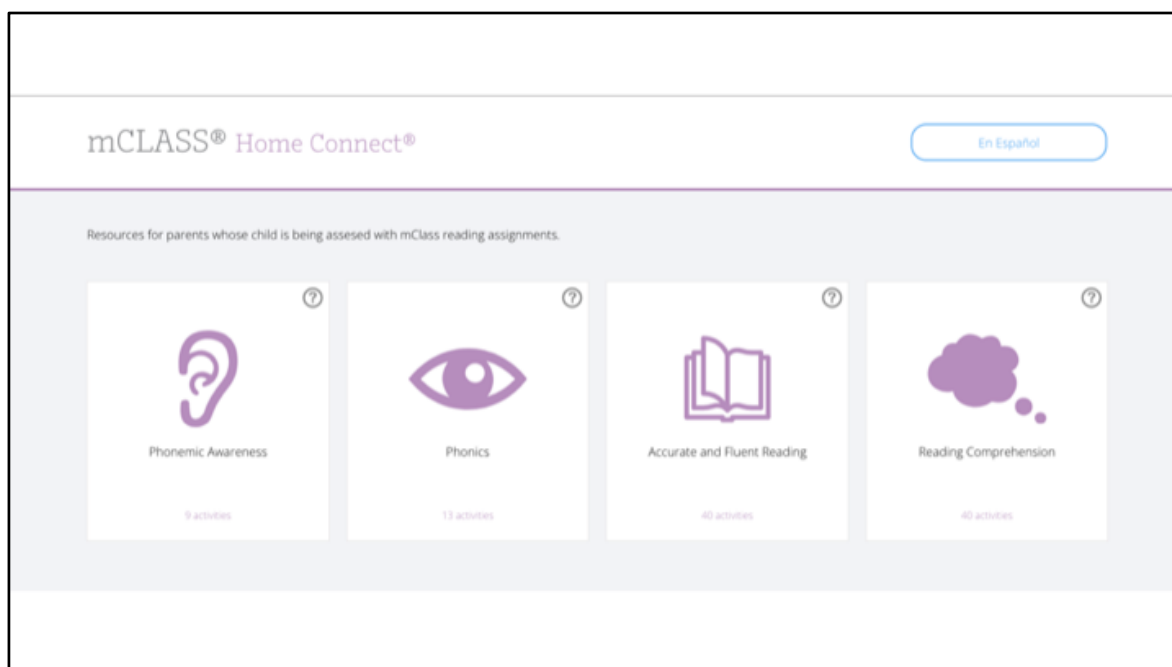 mCLASS® Home Connect®
En Español
Resources for parents whose child is being assesed with mClass reading assignments.
?
?
?
?
Phonemic Awareness
Phonics
Accurate and Fluent Reading
Reading Comprehension
9 activities
13 activities
40 activities
40 activities